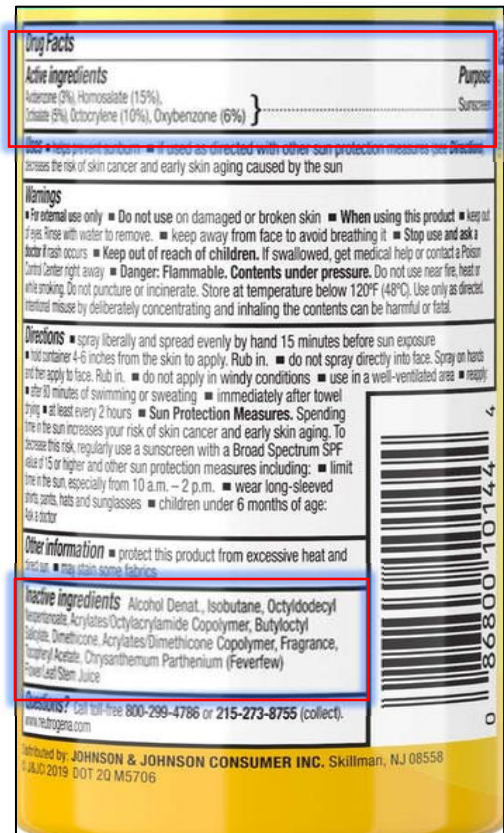 Drug Facts
Active ingredients Purpose
Avobenzone (3%), Homosalate (15%),
Octisalate (5%), Octocrylene (10%), Oxybenzone (6%) }............ Sunscreen
Uses ■ helps prevent sunburn ■ if used as directed with other sun protection measures (see Directions),
decreases the risk of skin cancer and early skin aging caused by the sun
Warnings
■ For external use only ■ Do not use on damaged or broken skin ■ When using this product ■ keep out
of eyes. Rinse with water to remove. ■ keep away from face to avoid breathing it ■ Stop use and ask a
doctor if rash occurs ■ Keep out of reach of children. If swallowed, get medical help or contact a Poison
Control Center right away ■ Danger: Flammable. Contents under pressure. Do not use near fire, heat or
while smoking. Do not puncture or incinerate. Store at temperature below 120ºF (48ºC). Use only as directed.
Intentional misuse by deliberately concentrating and inhaling the contents can be harmful or fatal.
Directions ■ spray liberally and spread evenly by hand 15 minutes before sun exposure
■ hold container 4-6 inches from the skin to apply. Rub in. ■ do not spray directly into face. Spray on hands
and then apply to face. Rub in. ■ do not apply in windy conditions ■ use in a well-ventilated area ■ reapply:
■ after 80 minutes of swimming or sweating ■ immediately after towel
drying ■ at least every 2 hours ■ Sun Protection Measures. Spending
time in the sun increases your risk of skin cancer and early skin aging. To
decrease this risk, regularly use a sunscreen with a Broad Spectrum SPF
value of 15 or higher and other sun protection measures including: ■ limit
time in the sun, especially from 10 a.m. – 2 p.m. ■ wear long-sleeved
shirts, pants, hats and sunglasses ■ children under 6 months of age:
Ask a doctor
Other information ■ protect this product from excessive heat and
direct sun. ■ may stain some fabrics
Inactive ingredients Alcohol Denat., Isobutane, Octyldodecyl
Neopentanoate, Acrylates/Octylacrylamide Copolymer, Butyloctyl
Salicylate, Dimethicone, Acrylates/Dimethicone Copolymer, Fragrance,
Tocopheryl Acetate, Chrysanthemum Parthenium (Feverfew)
Flower/Leaf/Stem Juice
Questions? Call toll-free 800-299-4786 or 215-273-8755 (collect).
www.neutrogena.com
Distributed by: JOHNSON & JOHNSON CONSUMER INC. Skillman, NJ 08558
© J&JCI 2019 DOT 2Q M5706
0 86800 10144 4